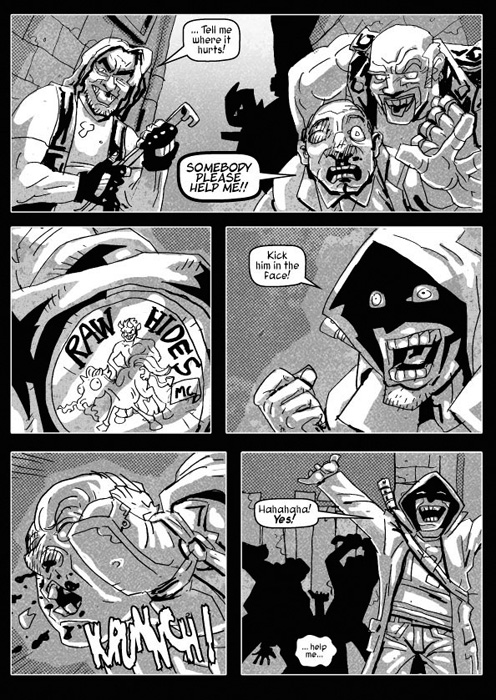 ... Tell me
where it
hurts!
SOMEBODY
PLEASE
HELP ME!!
RAW HIDES
MC
Kick
him in the
Face!
KRUNNCH!
Hahahaha!
Yes!
... help
me...